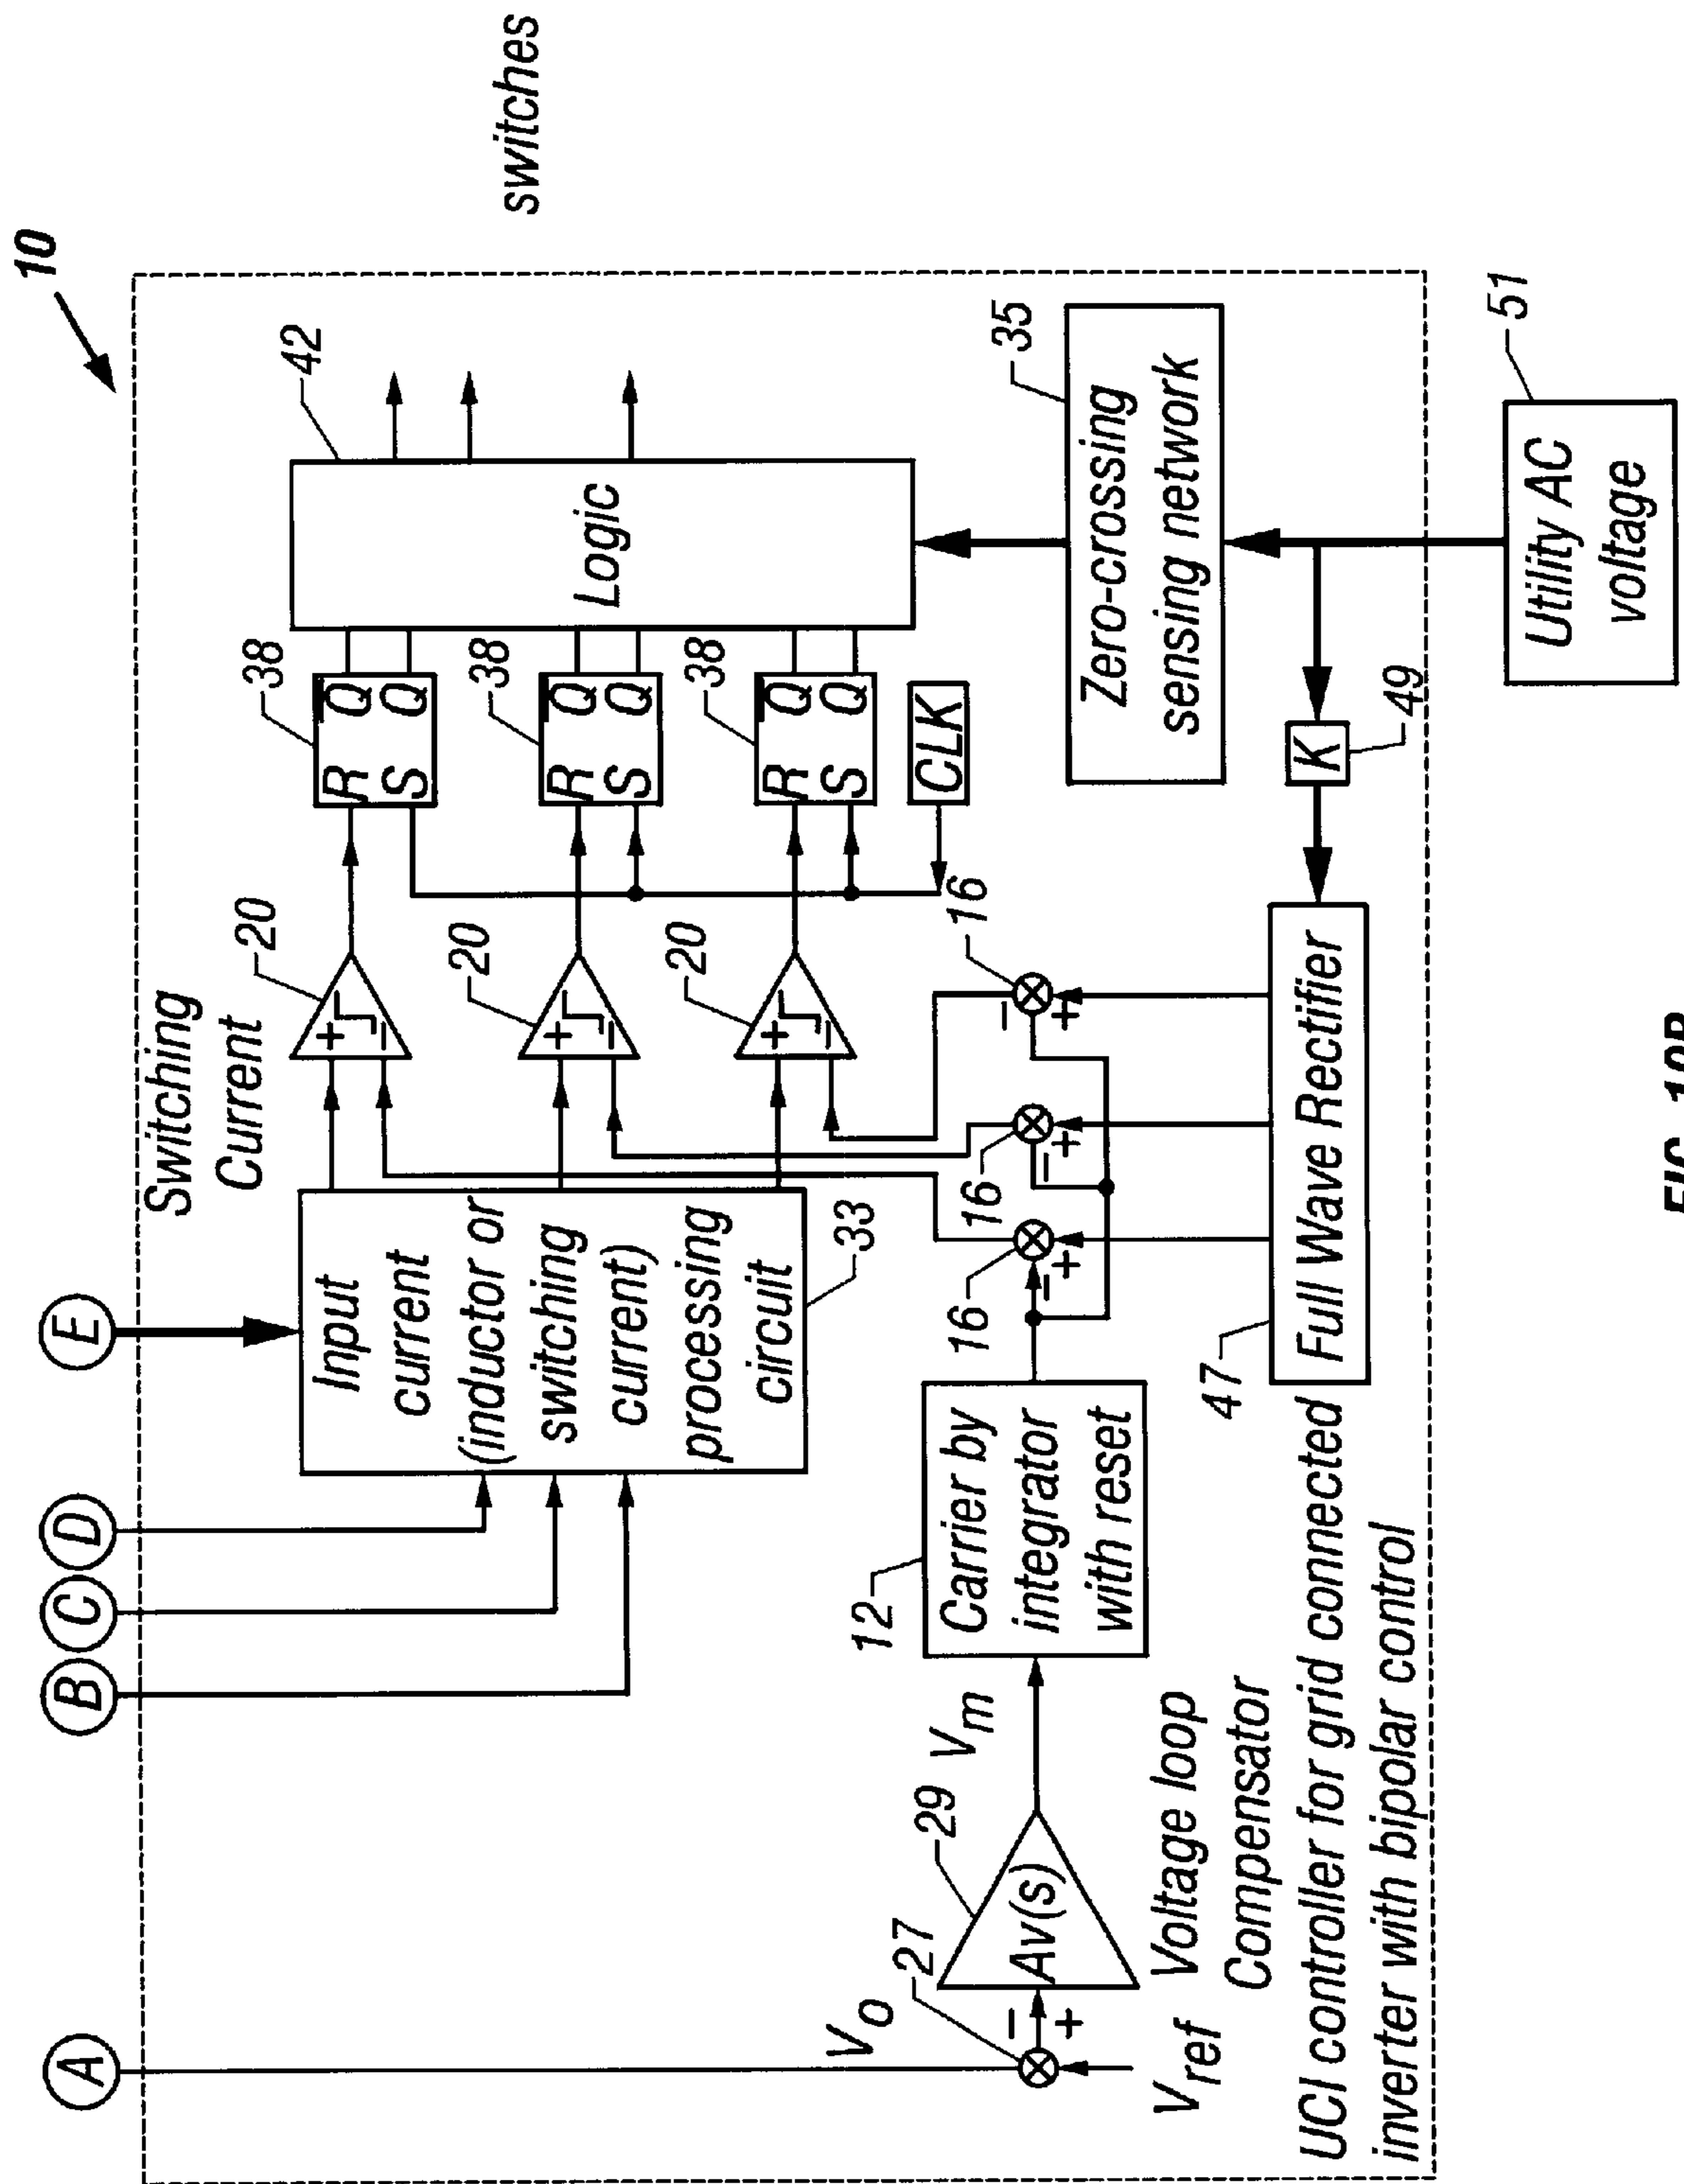 10
switches
E
D
C
B
A
Switching
Current
Input
current
(inductor or
switching
current)
processing
circuit
33
20
+
−
20
+
−
20
+
−
38
R Q
S Q
38
R Q
S Q
38
R Q
S Q
CLK
42
Logic
35
Zero-crossing
sensing network
51
Utility AC
voltage
K
49
16
−
+
16
−
+
16
−
+
47
Full Wave Rectifier
12
Carrier by
integrator
with reset
Vm
29
Av(s)
27
Vo
−
+
Vref
Voltage loop
Compensator
UCI controller for grid connected
inverter with bipolar control
FIG.